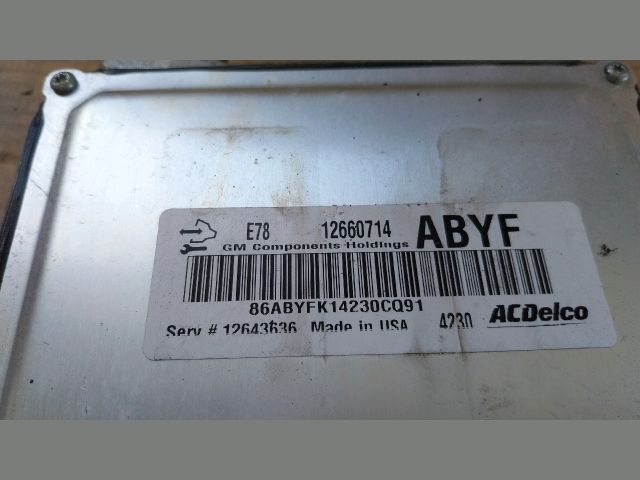 E78 12660714 ABYF
GM Components Holdings
86ABYFK14230CQ91
Serv # 12643636 Made in USA 4230 ACDelco